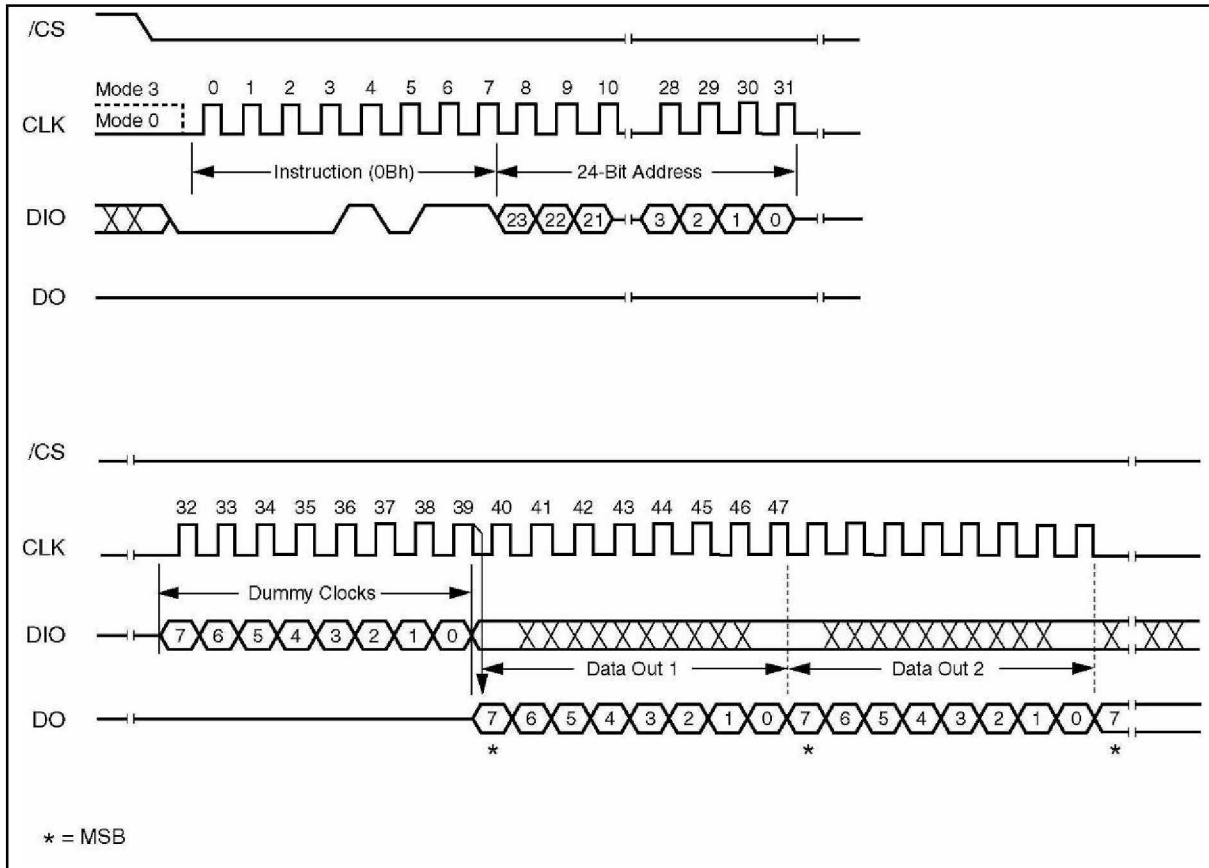 /CS
Mode 3 0 1 2 3 4 5 6 7 8 9 10 28 29 30 31
CLK Mode 0
Instruction (0Bh) 24-Bit Address
DIO 23 22 21 3 2 1 0
DO
/CS
32 33 34 35 36 37 38 39 40 41 42 43 44 45 46 47
CLK
Dummy Clocks
DIO 7 6 5 4 3 2 1 0
Data Out 1 Data Out 2
DO 7 6 5 4 3 2 1 0 7 6 5 4 3 2 1 0 7
* * *
* = MSB